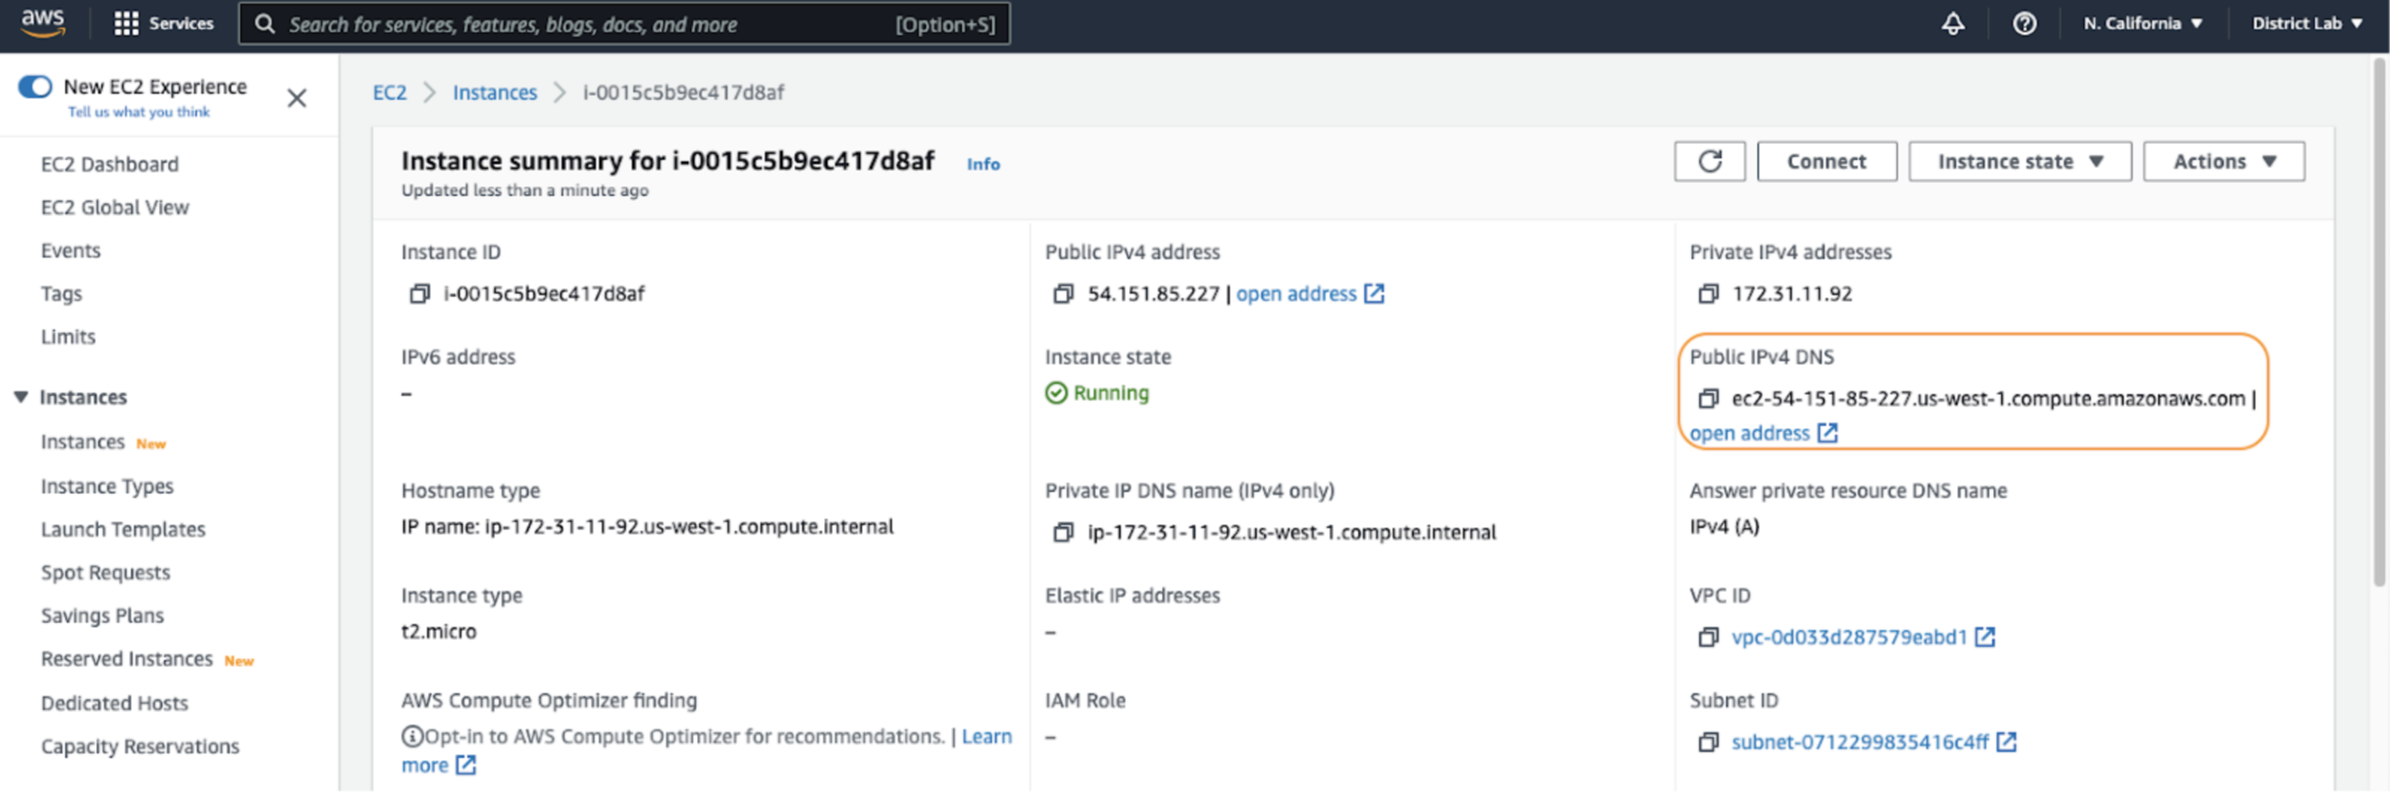 aws
Services
Search for services, features, blogs, docs, and more
[Option+S]
N. California
District Lab
New EC2 Experience
Tell us what you think
EC2 Dashboard
EC2 Global View
Events
Tags
Limits
Instances
Instances New
Instance Types
Launch Templates
Spot Requests
Savings Plans
Reserved Instances New
Dedicated Hosts
Capacity Reservations
EC2 > Instances > i-0015c5b9ec417d8af
Instance summary for i-0015c5b9ec417d8af Info
Updated less than a minute ago
Connect
Instance state
Actions
Instance ID
i-0015c5b9ec417d8af
Public IPv4 address
54.151.85.227 | open address
Private IPv4 addresses
172.31.11.92
IPv6 address
–
Instance state
Running
Public IPv4 DNS
ec2-54-151-85-227.us-west-1.compute.amazonaws.com |
open address
Hostname type
IP name: ip-172-31-11-92.us-west-1.compute.internal
Private IP DNS name (IPv4 only)
ip-172-31-11-92.us-west-1.compute.internal
Answer private resource DNS name
IPv4 (A)
Instance type
t2.micro
Elastic IP addresses
–
VPC ID
vpc-0d033d287579eabd1
AWS Compute Optimizer finding
Opt-in to AWS Compute Optimizer for recommendations. | Learn
more
IAM Role
–
Subnet ID
subnet-0712299835416c4ff